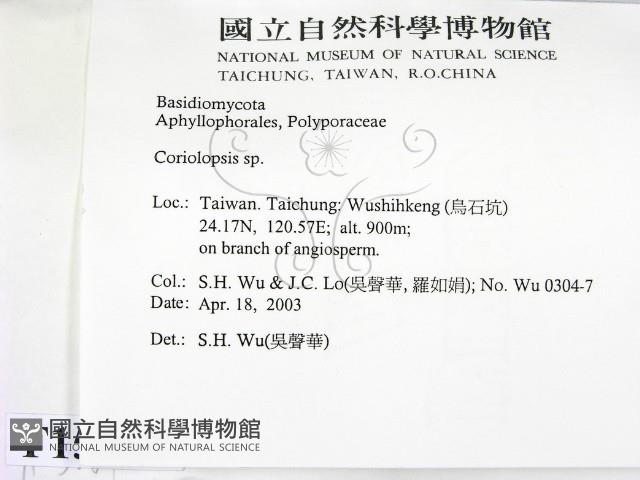 國立自然科學博物館
NATIONAL MUSEUM OF NATURAL SCIENCE
TAICHUNG, TAIWAN, R.O.CHINA
Basidiomycota
Aphyllophorales, Polyporaceae
Coriolopsis sp.
Loc.: Taiwan. Taichung: Wushihkeng (烏石坑)
24.17N, 120.57E; alt. 900m;
on branch of angiosperm.
Col.: S.H. Wu & J.C. Lo(吳聲華, 羅如娟); No. Wu 0304-7
Date: Apr. 18, 2003
Det.: S.H. Wu(吳聲華)
國立自然科學博物館
NATIONAL MUSEUM OF NATURAL SCIENCE